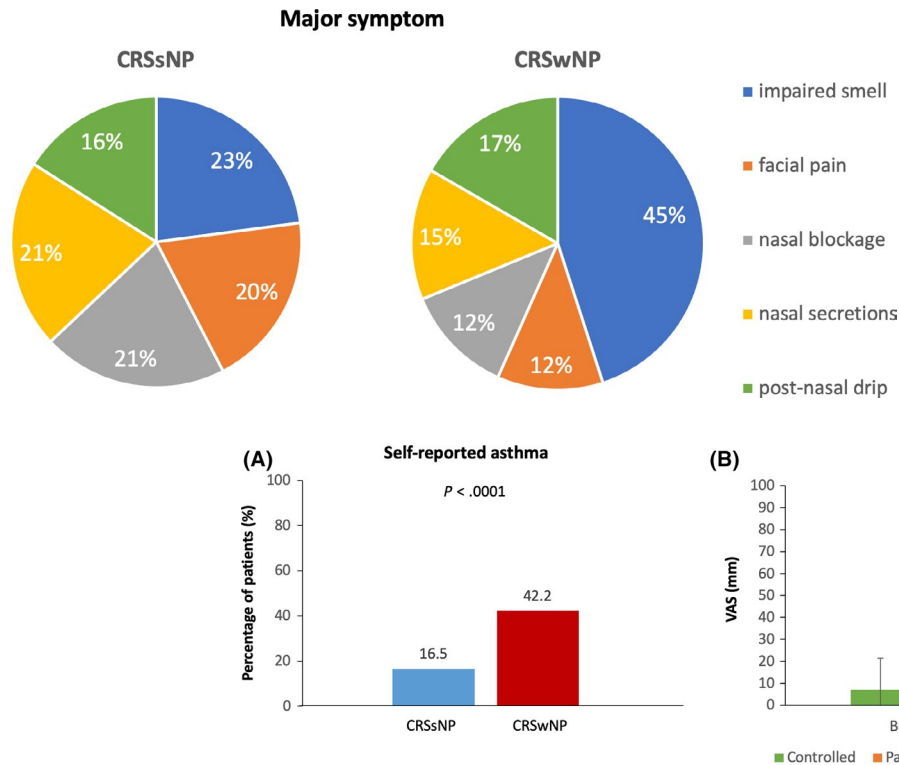 Major symptom
CRSsNP
CRSwNP
16%
23%
21%
20%
21%
17%
45%
15%
12%
12%
impaired smell
facial pain
nasal blockage
nasal secretions
post-nasal drip
(A)
Self-reported asthma
P < .0001
Percentage of patients (%)
100
80
60
40
20
0
16.5
42.2
CRSsNP
CRSwNP
(B)
VAS (mm)
100
90
80
70
60
50
40
30
20
10
0
Controlled